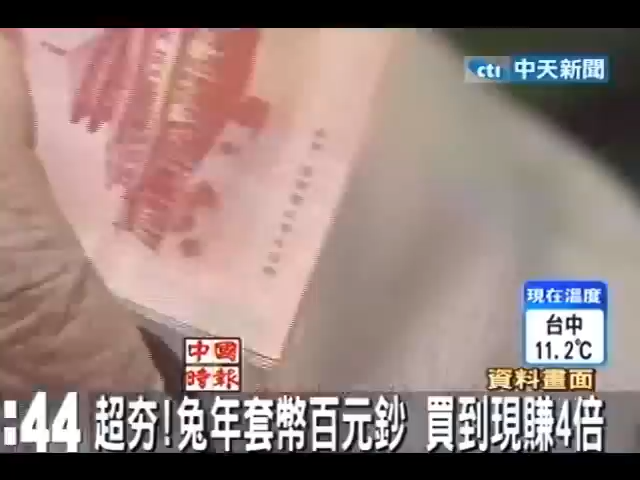 cti 中天新聞
現在溫度
台中
11.2℃
中國
時報
資料畫面
:44 超夯!兔年套幣百元鈔 買到現賺4倍